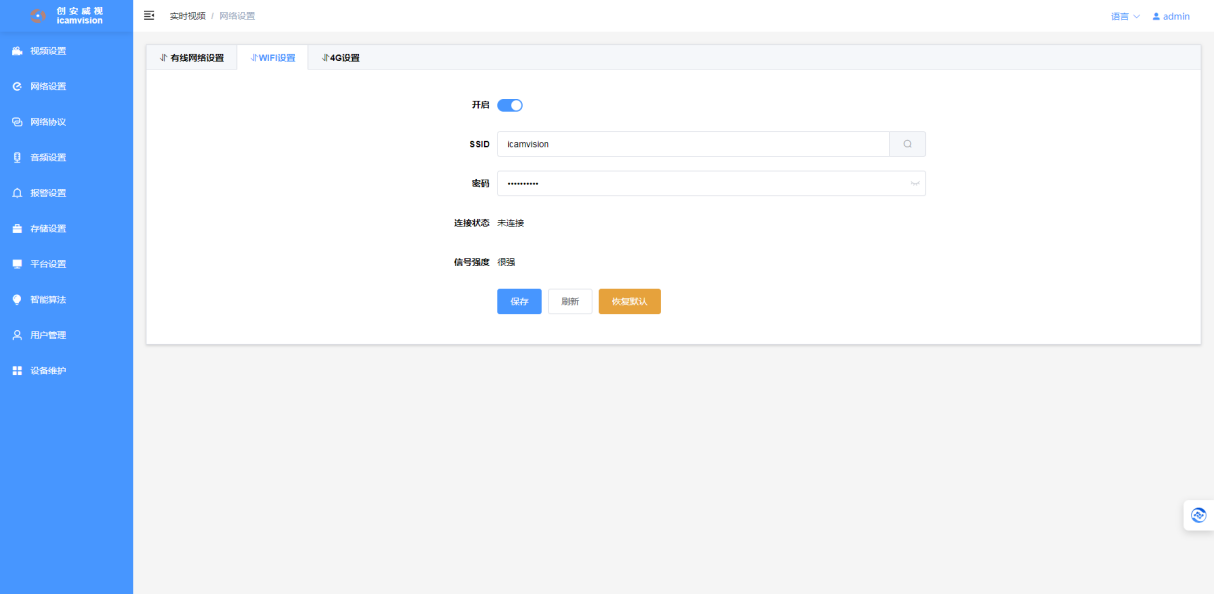 创安威视
icamvision
实时视频 / 网络设置
语言
admin
视频设置
网络设置
网络协议
音频设置
报警设置
存储设置
平台设置
智能算法
用户管理
设备维护
有线网络设置
WIFI设置
4G设置
开启
SSID
icamvision
密码
••••••••••
连接状态 未连接
信号强度 很强
保存
刷新
恢复默认